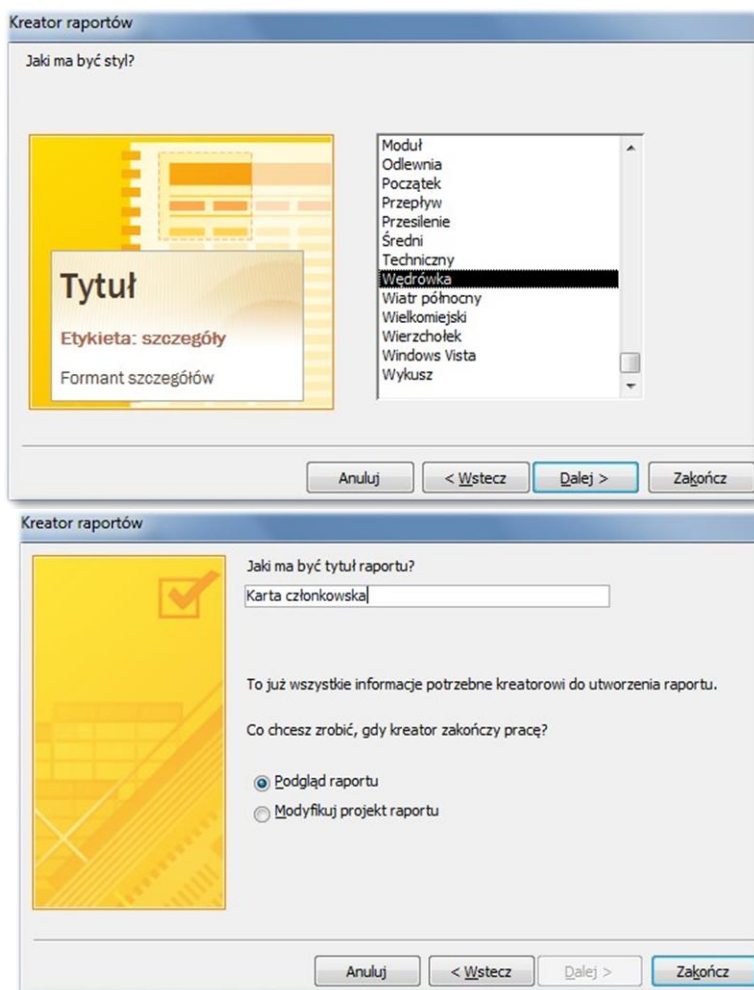 Kreator raportów
Jaki ma być styl?
Tytuł
Etykieta: szczegóły
Formant szczegółów
Moduł
Odlewnia
Początek
Przepływ
Przesilenie
Średni
Techniczny
Wędrówka
Wiatr północny
Wielkomiejski
Wierzchołek
Windows Vista
Wykusz
Anuluj
< Wstecz
Dalej >
Zakończ
Kreator raportów
Jaki ma być tytuł raportu?
Karta członkowska
To już wszystkie informacje potrzebne kreatorowi do utworzenia raportu.
Co chcesz zrobić, gdy kreator zakończy pracę?
Podgląd raportu
Modyfikuj projekt raportu
Anuluj
< Wstecz
Dalej >
Zakończ